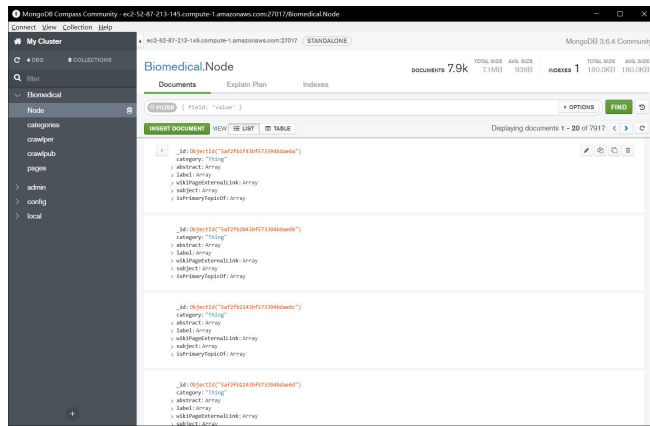 MongoDB Compass Community - ec2-52-87-213-145.compute-1.amazonaws.com:27017/Biomedical.Node
Connect View Collection Help
My Cluster
ec2-52-87-213-145.compute-1.amazonaws.com:27017 STANDALONE
MongoDB 3.6.4 Community
4 DBS 6 COLLECTIONS
filter
Biomedical
Node
categories
crawlper
crawlpub
pages
admin
config
local
Biomedical.Node
DOCUMENTS 7.9k TOTAL SIZE 7.1MB AVG. SIZE 938B INDEXES 1 TOTAL SIZE 180.0KB AVG. SIZE 180.0KB
Documents Explain Plan Indexes
FILTER { field: 'value' } OPTIONS FIND
INSERT DOCUMENT VIEW LIST TABLE Displaying documents 1 - 20 of 7917
_id: ObjectId("5af2fb1f43bf573394bdae6a")
category: "Thing"
abstract: Array
label: Array
wikiPageExternalLink: Array
subject: Array
isPrimaryTopicOf: Array
_id: ObjectId("5af2fb2043bf573394bdae6b")
category: "Thing"
abstract: Array
label: Array
wikiPageExternalLink: Array
subject: Array
isPrimaryTopicOf: Array
_id: ObjectId("5af2fb2143bf573394bdae6c")
category: "Thing"
abstract: Array
label: Array
wikiPageExternalLink: Array
subject: Array
isPrimaryTopicOf: Array
_id: ObjectId("5af2fb2243bf573394bdae6d")
category: "Thing"
abstract: Array
label: Array
wikiPageExternalLink: Array
subject: Array